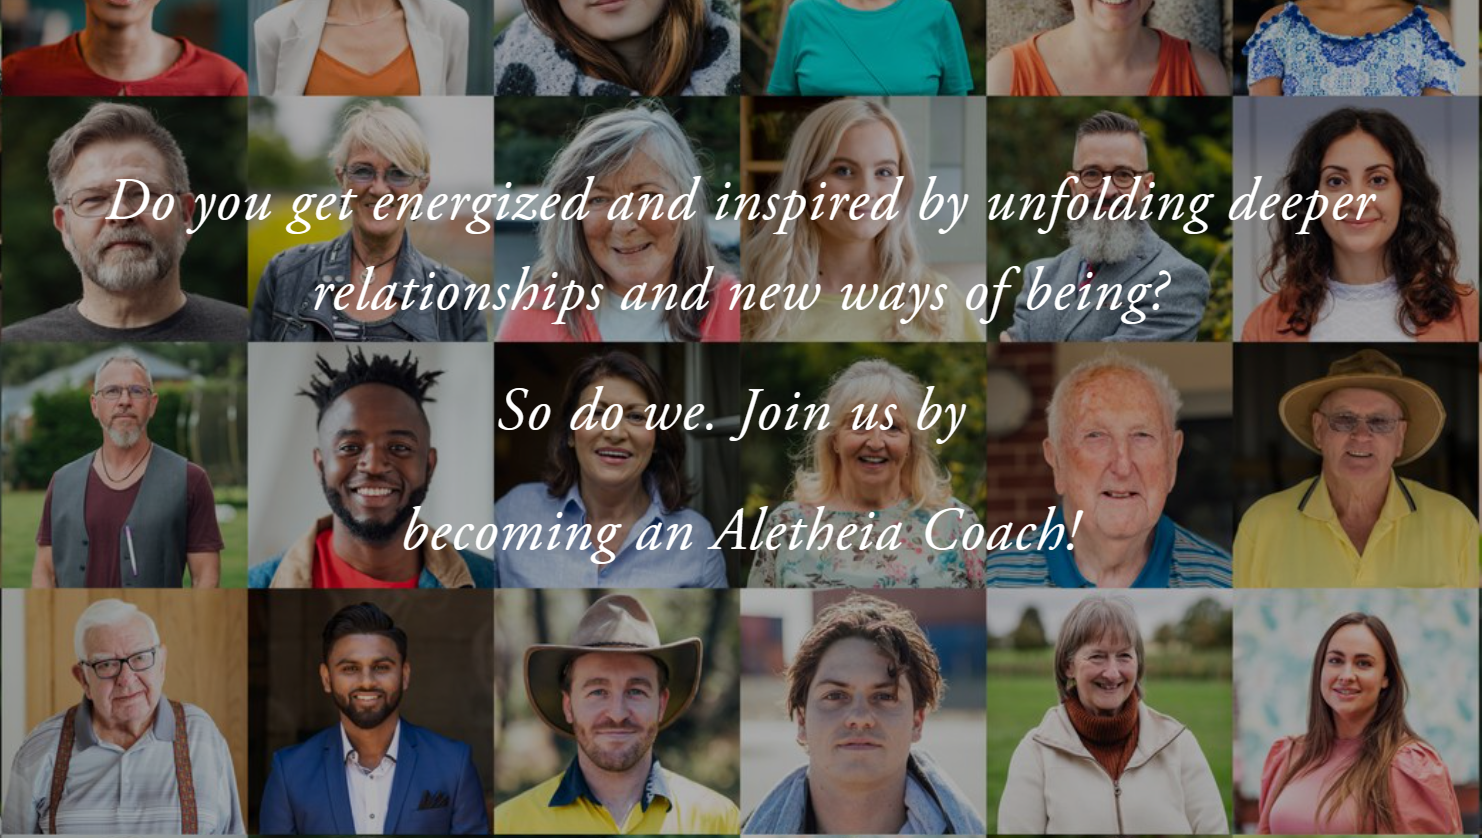 Do you get energized and inspired by unfolding deeper
relationships and new ways of being?
So do we. Join us by
becoming an Aletheia Coach!